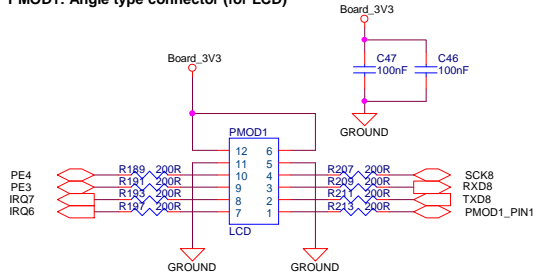 PMOD1: Angle type connector (for LCD)
Board_3V3
C47
100nF
C46
100nF
GROUND
Board_3V3
PMOD1
12 6
11 5
10 4
9 3
8 2
7 1
LCD
PE4 R189 200R
PE3 R191 200R
IRQ7 R193 200R
IRQ6 R197 200R
R207 200R SCK8
R209 200R RXD8
R211 200R TXD8
R213 200R PMOD1_PIN1
GROUND
GROUND